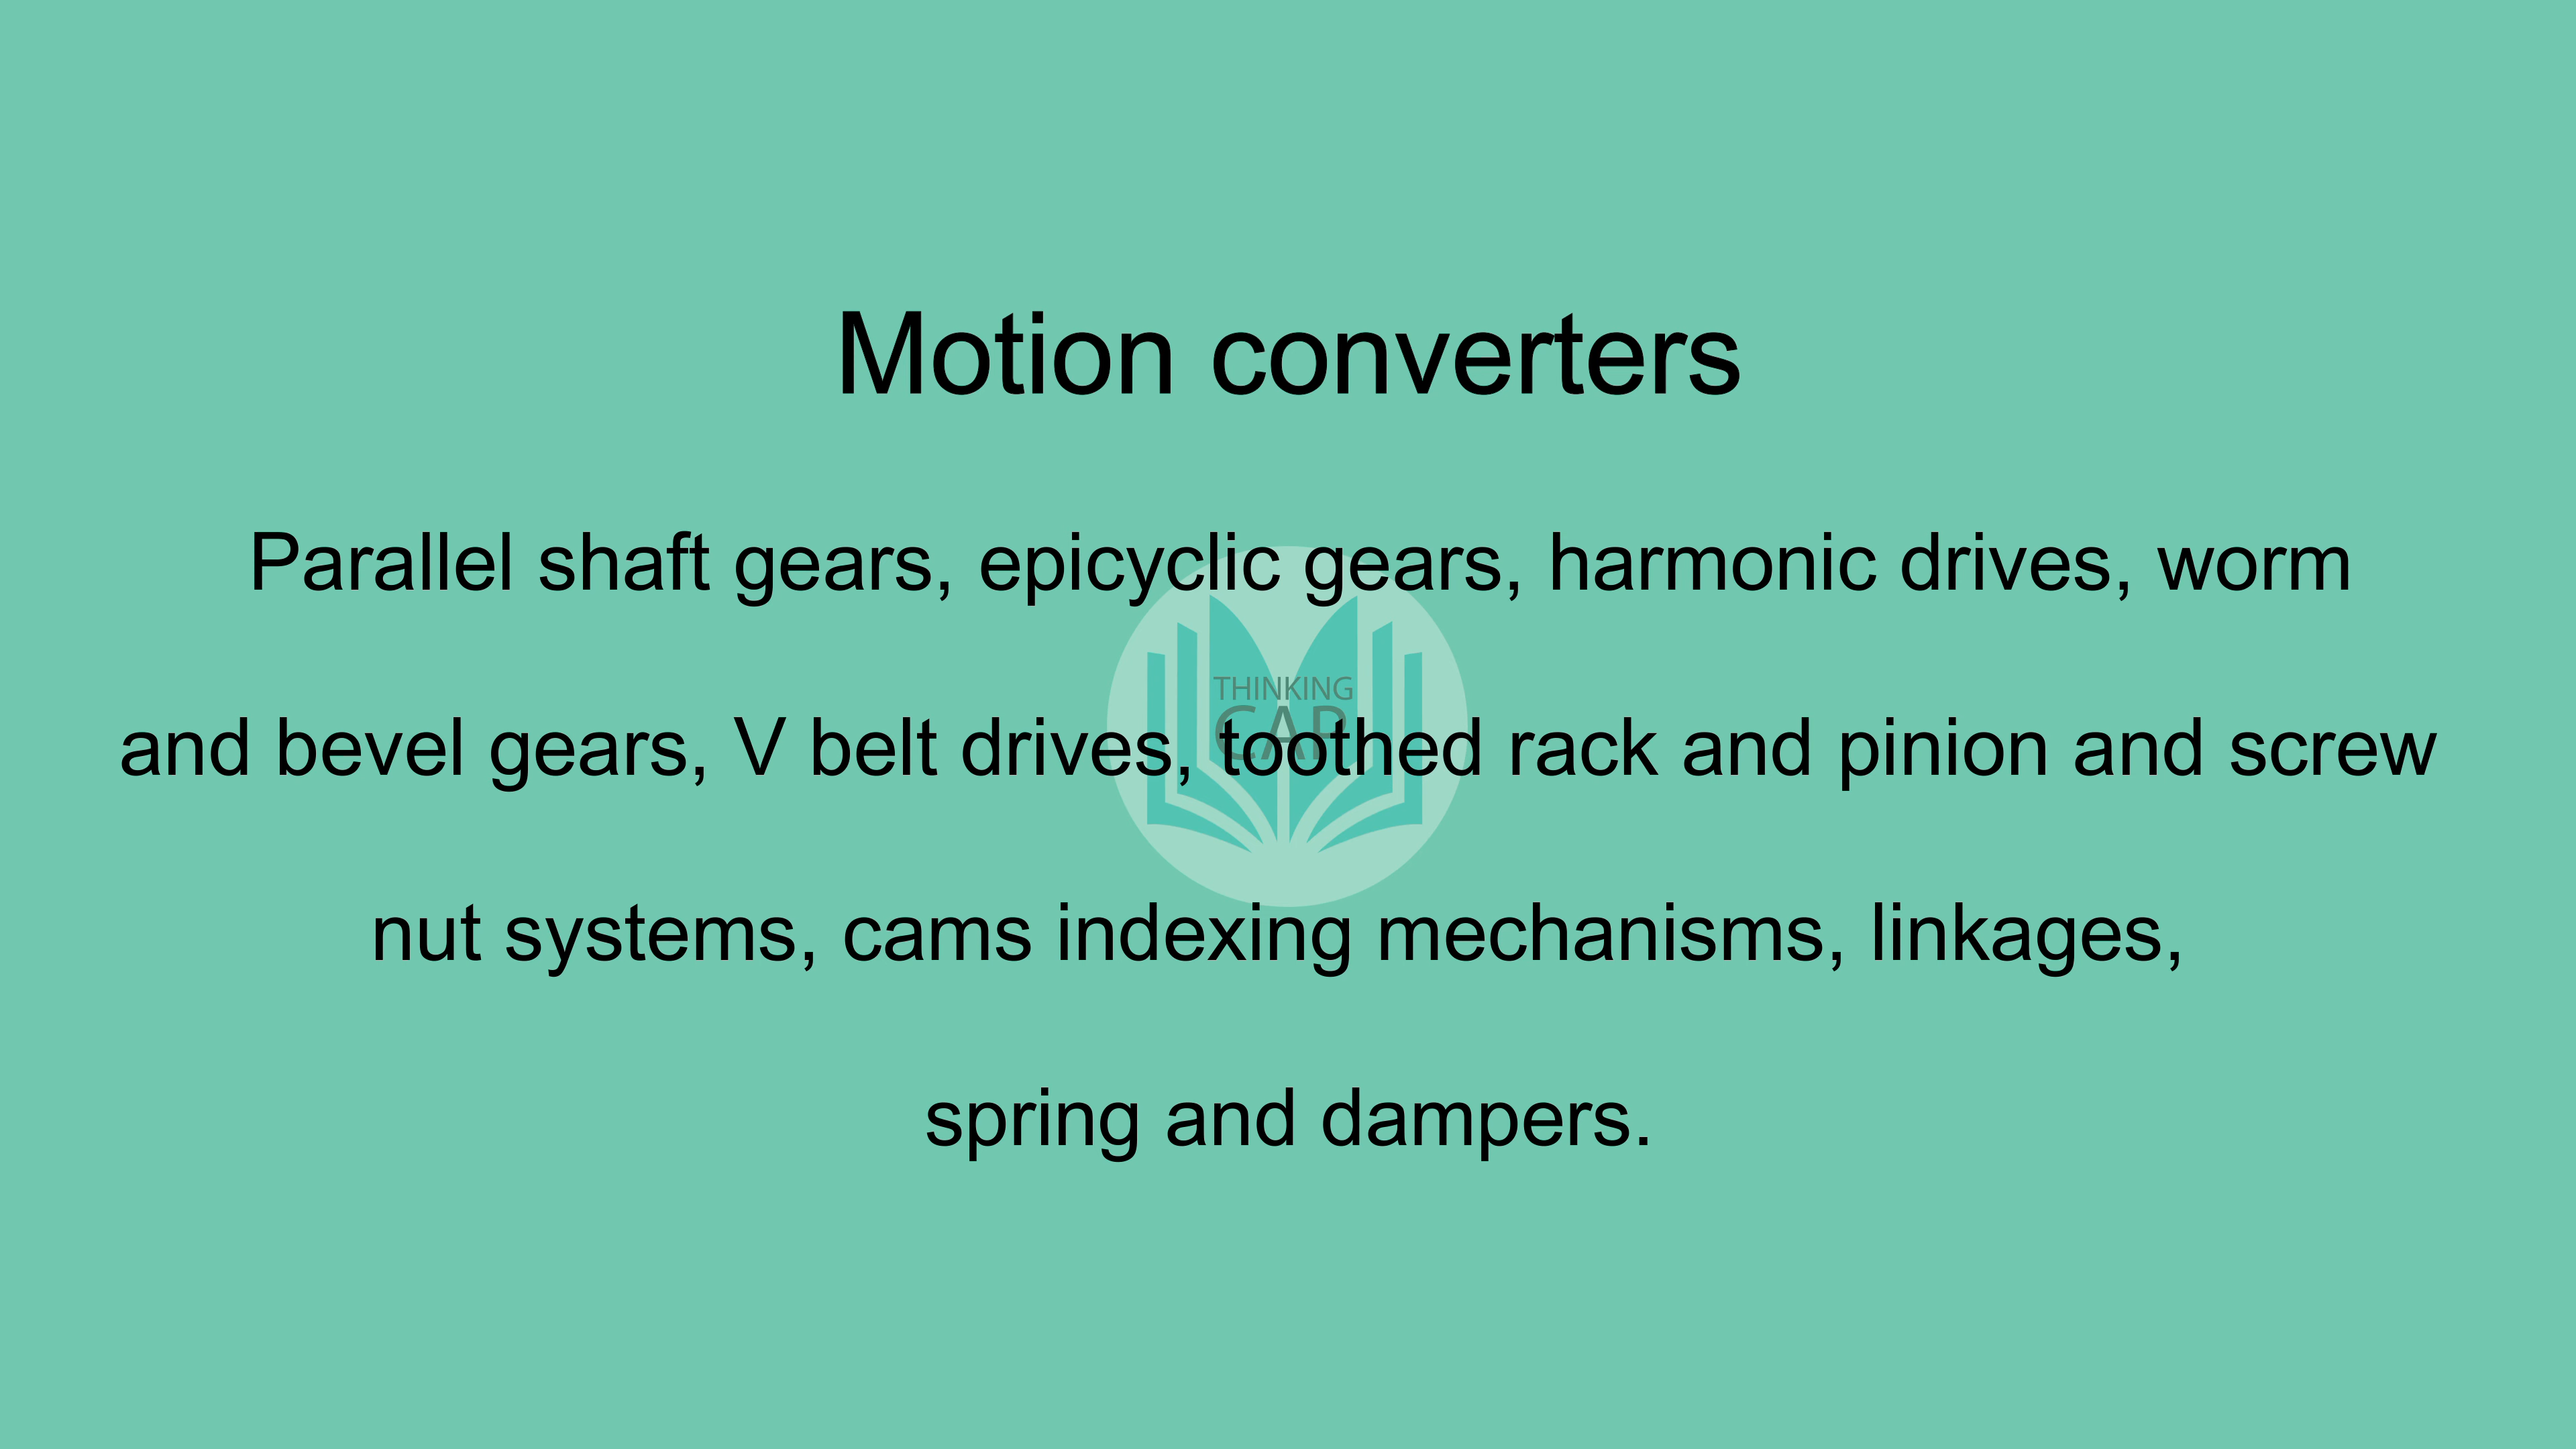 Motion converters
Parallel shaft gears, epicyclic gears, harmonic drives, worm
and bevel gears, V belt drives, toothed rack and pinion and screw
nut systems, cams indexing mechanisms, linkages,
spring and dampers.
THINKING
CAP